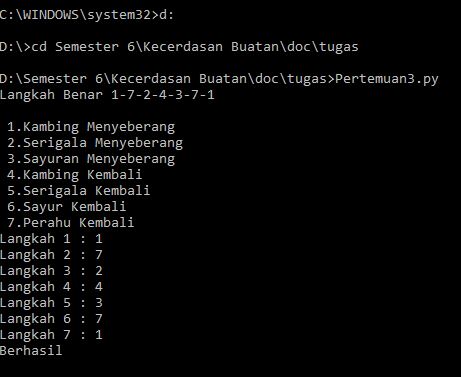 C:\WINDOWS\system32>d:
D:\>cd Semester 6\Kecerdasan Buatan\doc\tugas
D:\Semester 6\Kecerdasan Buatan\doc\tugas>Pertemuan3.py
Langkah Benar 1-7-2-4-3-7-1
1.Kambing Menyeberang
2.Serigala Menyeberang
3.Sayuran Menyeberang
4.Kambing Kembali
5.Serigala Kembali
6.Sayur Kembali
7.Perahu Kembali
Langkah 1 : 1
Langkah 2 : 7
Langkah 3 : 2
Langkah 4 : 4
Langkah 5 : 3
Langkah 6 : 7
Langkah 7 : 1
Berhasil